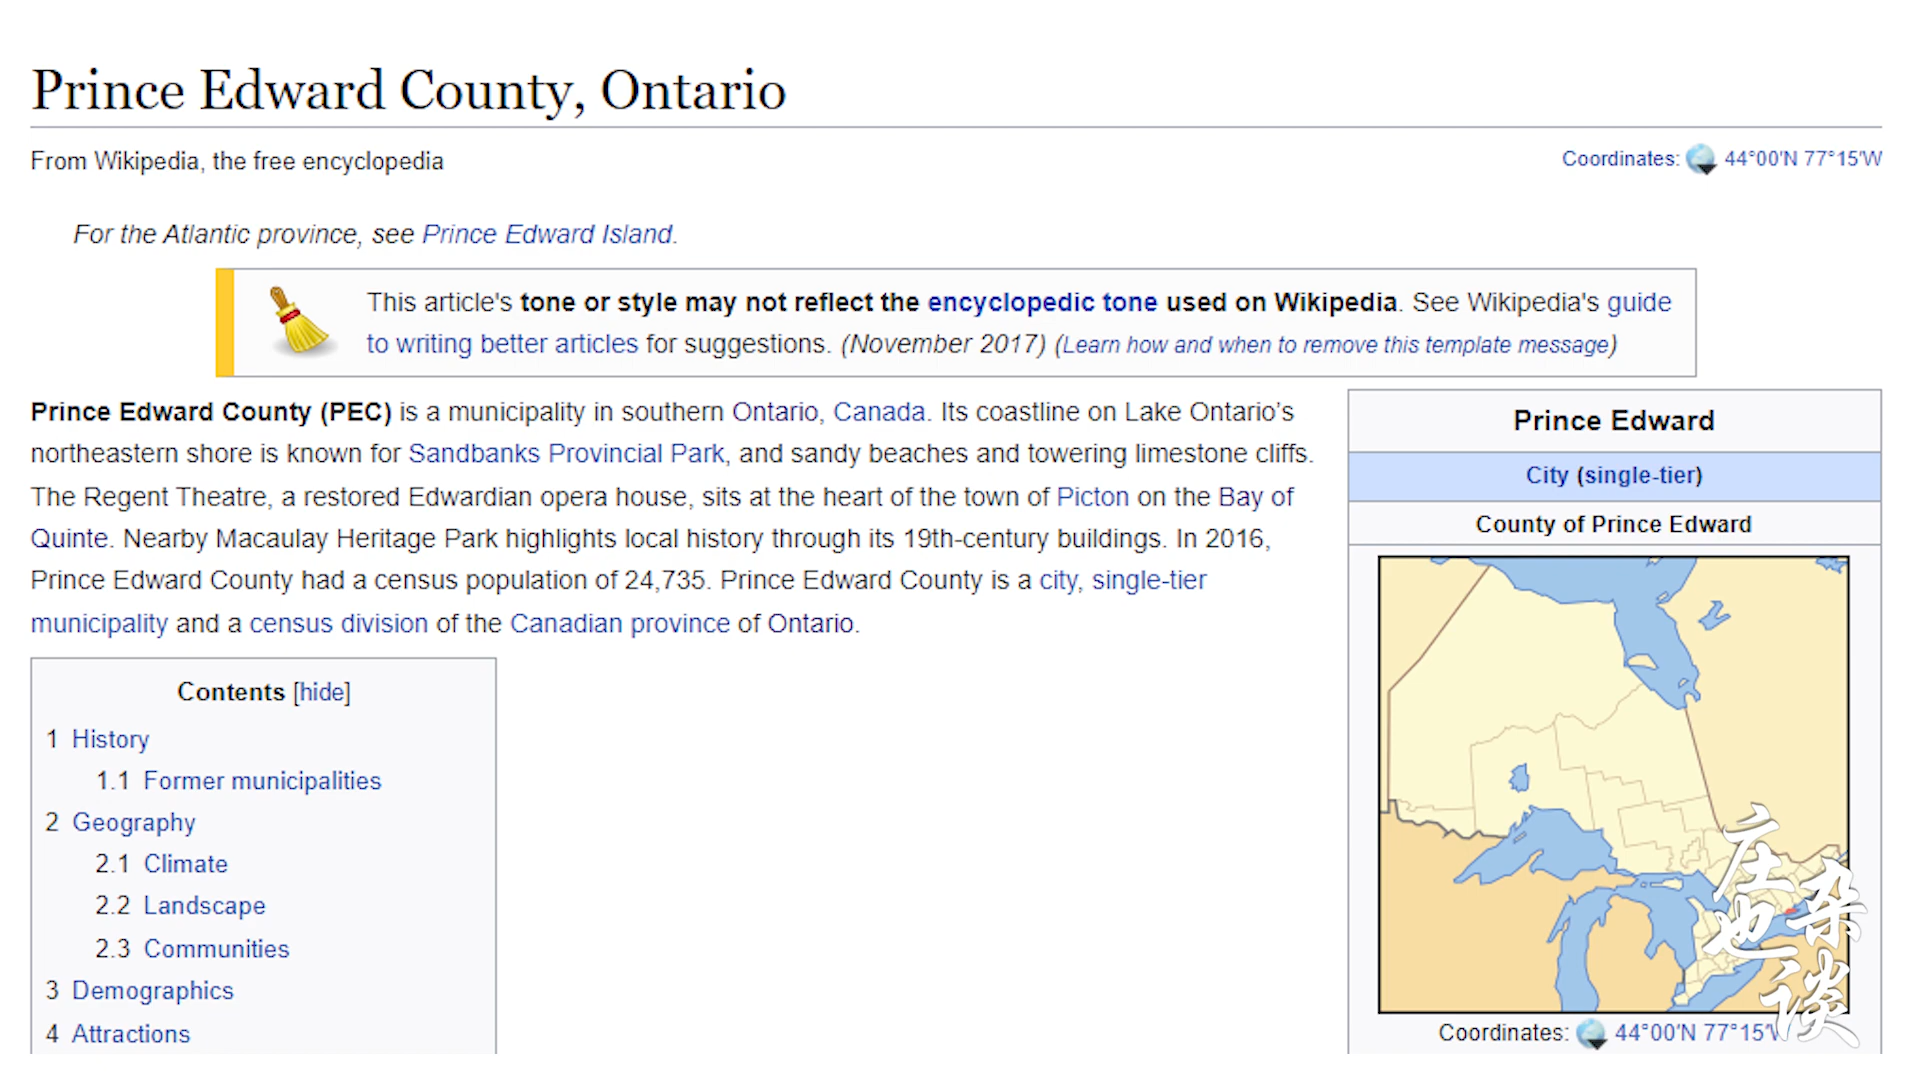 Prince Edward County, Ontario
From Wikipedia, the free encyclopedia
Coordinates: 44°00′N 77°15′W
For the Atlantic province, see Prince Edward Island.
This article's tone or style may not reflect the encyclopedic tone used on Wikipedia. See Wikipedia's guide
to writing better articles for suggestions. (November 2017) (Learn how and when to remove this template message)
Prince Edward County (PEC) is a municipality in southern Ontario, Canada. Its coastline on Lake Ontario's
northeastern shore is known for Sandbanks Provincial Park, and sandy beaches and towering limestone cliffs.
The Regent Theatre, a restored Edwardian opera house, sits at the heart of the town of Picton on the Bay of
Quinte. Nearby Macaulay Heritage Park highlights local history through its 19th-century buildings. In 2016,
Prince Edward County had a census population of 24,735. Prince Edward County is a city, single-tier
municipality and a census division of the Canadian province of Ontario.
Contents [hide]
1 History
1.1 Former municipalities
2 Geography
2.1 Climate
2.2 Landscape
2.3 Communities
3 Demographics
4 Attractions
Prince Edward
City (single-tier)
County of Prince Edward
庄也杂谈
Coordinates: 44°00′N 77°15′W